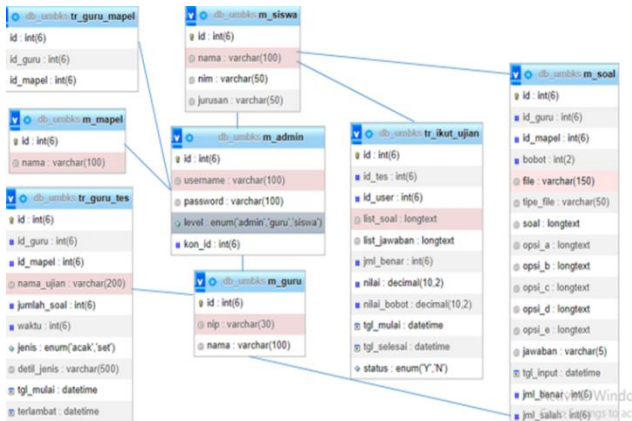 db_umbks tr_guru_mapel
id : int(6)
id_guru : int(6)
id_mapel : int(6)
db_umbks m_siswa
id : int(6)
nama : varchar(100)
nim : varchar(50)
jurusan : varchar(50)
db_umbks m_mapel
id : int(6)
nama : varchar(100)
db_umbks m_admin
id : int(6)
username : varchar(100)
password : varchar(100)
level : enum('admin','guru','siswa')
kon_id : int(6)
db_umbks tr_guru_tes
id : int(6)
id_guru : int(6)
id_mapel : int(6)
nama_ujian : varchar(200)
jumlah_soal : int(6)
waktu : int(6)
jenis : enum('acak','set')
detil_jenis : varchar(500)
tgl_mulai : datetime
terlambat : datetime
db_umbks m_guru
id : int(6)
nip : varchar(30)
nama : varchar(100)
db_umbks tr_ikut_ujian
id : int(6)
id_tes : int(6)
id_user : int(6)
list_soal : longtext
list_jawaban : longtext
jml_benar : int(6)
nilai : decimal(10,2)
nilai_bobot : decimal(10,2)
tgl_mulai : datetime
tgl_selesai : datetime
status : enum('Y','N')
db_umbks m_soal
id : int(6)
id_guru : int(6)
id_mapel : int(6)
bobot : int(2)
file : varchar(150)
tipe_file : varchar(50)
soal : longtext
opsi_a : longtext
opsi_b : longtext
opsi_c : longtext
opsi_d : longtext
opsi_e : longtext
jawaban : varchar(5)
tgl_input : datetime
jml_benar : int(6)
jml_salah : int(6)